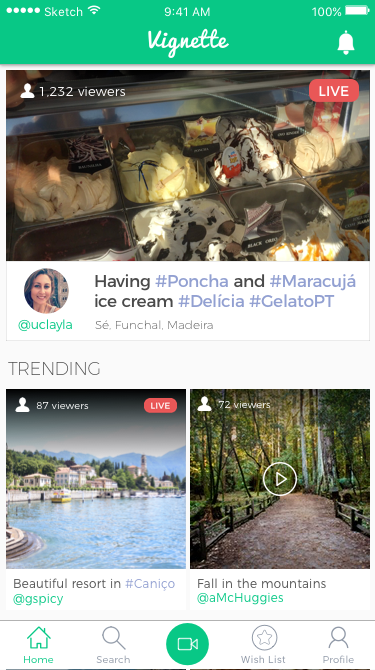 Sketch 9:41 AM 100%
Vignette
1,232 viewers LIVE
BLACK ORIO
Having #Poncha and #Maracujá
ice cream #Delícia #GelatoPT
@uclayla Sé, Funchal, Madeira
TRENDING
87 viewers LIVE
72 viewers
Beautiful resort in #Caniço
@gspicy
Fall in the mountains
@aMcHuggies
Home Search Wish List Profile